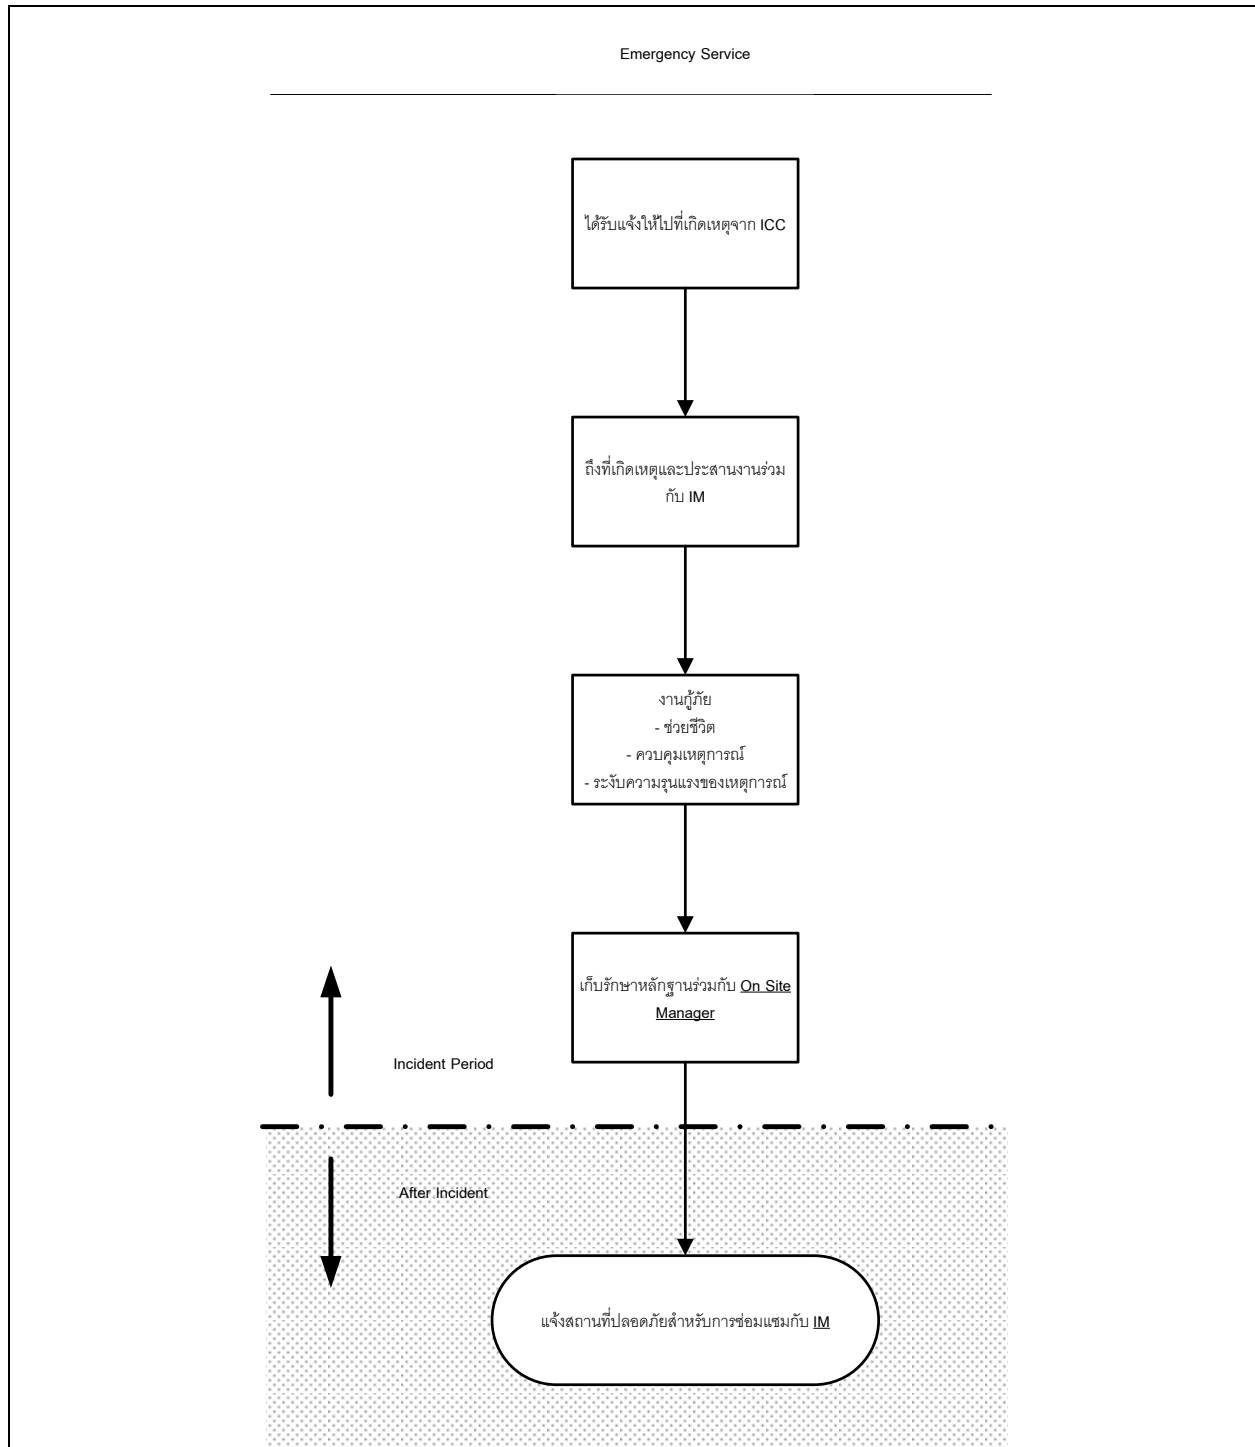 Emergency Service
ได้รับแจ้งให้ไปที่เกิดเหตุจาก ICC
ถึงที่เกิดเหตุและประสานงานร่วม
กับ IM
งานกู้ภัย
- ช่วยชีวิต
- ควบคุมเหตุการณ์
- ระงับความรุนแรงของเหตุการณ์
เก็บรักษาหลักฐานร่วมกับ On Site
Manager
Incident Period
After Incident
แจ้งสถานที่ปลอดภัยสำหรับการซ่อมแซมกับ IM